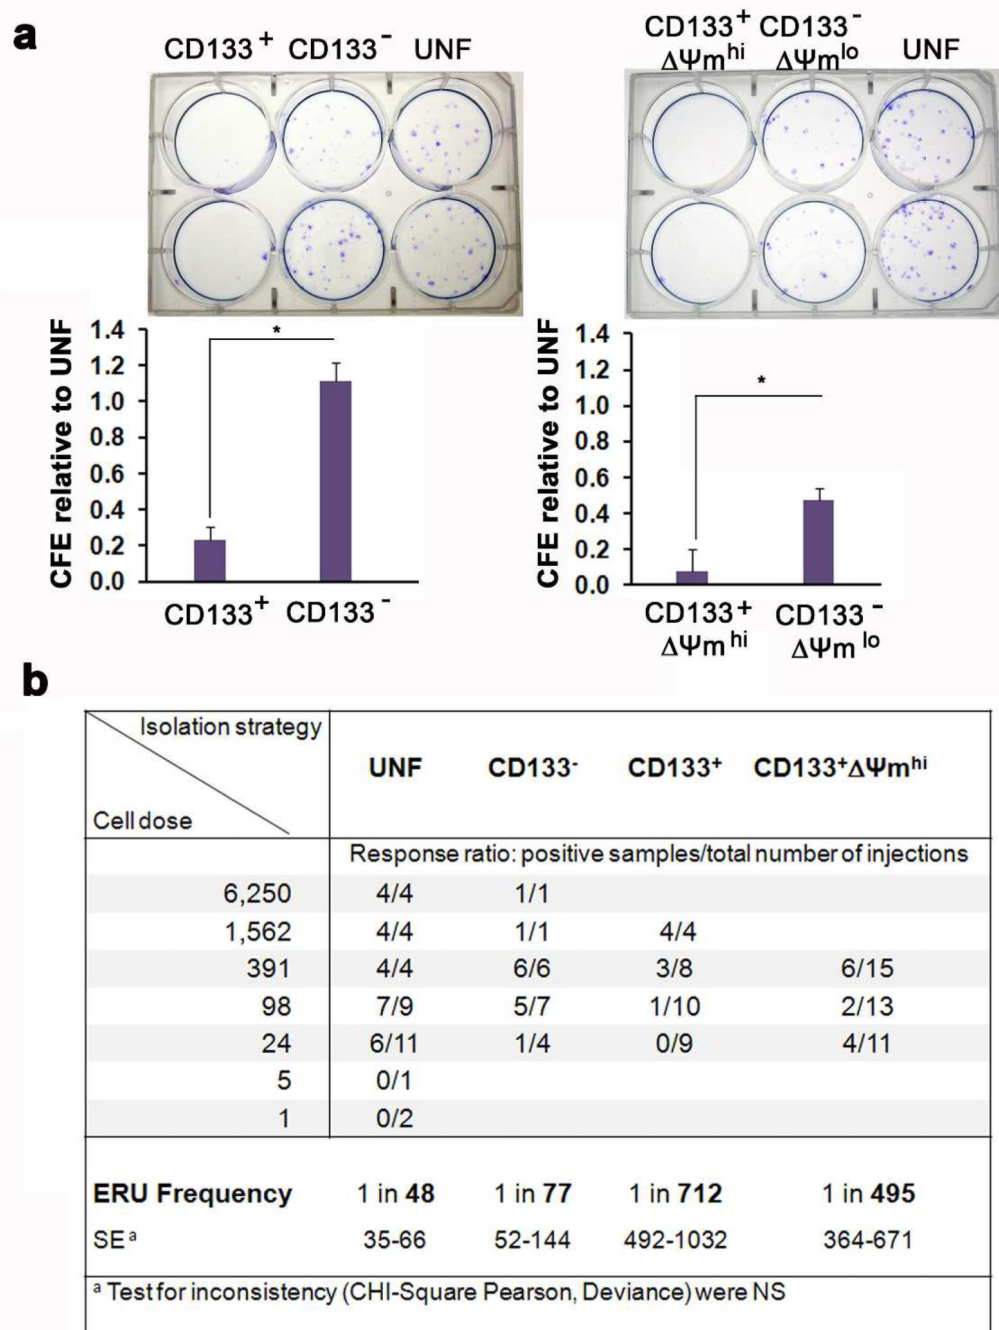 a
CD133+ CD133- UNF
CD133+ CD133- UNF
ΔΨmhi ΔΨmlo
CFE relative to UNF
1.4
1.2
1.0
0.8
0.6
0.4
0.2
0.0
*
CD133+ CD133-
CFE relative to UNF
1.4
1.2
1.0
0.8
0.6
0.4
0.2
0.0
*
CD133+ CD133-
ΔΨmhi ΔΨmlo
b
Isolation strategy
Cell dose
UNF CD133- CD133+ CD133+ΔΨmhi
Response ratio: positive samples/total number of injections
6,250 4/4 1/1
1,562 4/4 1/1 4/4
391 4/4 6/6 3/8 6/15
98 7/9 5/7 1/10 2/13
24 6/11 1/4 0/9 4/11
5 0/1
1 0/2
ERU Frequency 1 in 48 1 in 77 1 in 712 1 in 495
SE a 35-66 52-144 492-1032 364-671
a Test for inconsistency (CHI-Square Pearson, Deviance) were NS